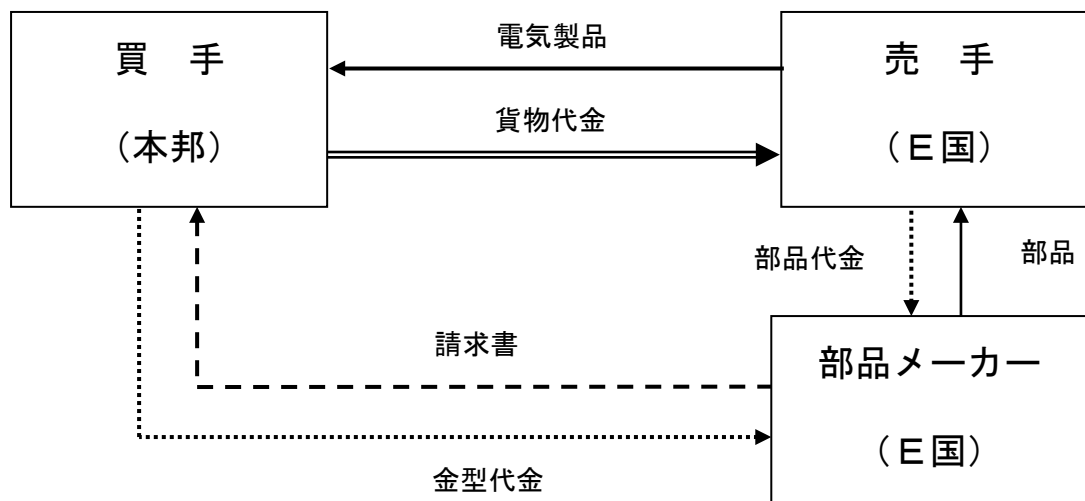 電気製品
買　手
（本邦）
売　手
（Ｅ国）
貨物代金
部品代金
部品
請求書
部品メーカー
（Ｅ国）
金型代金